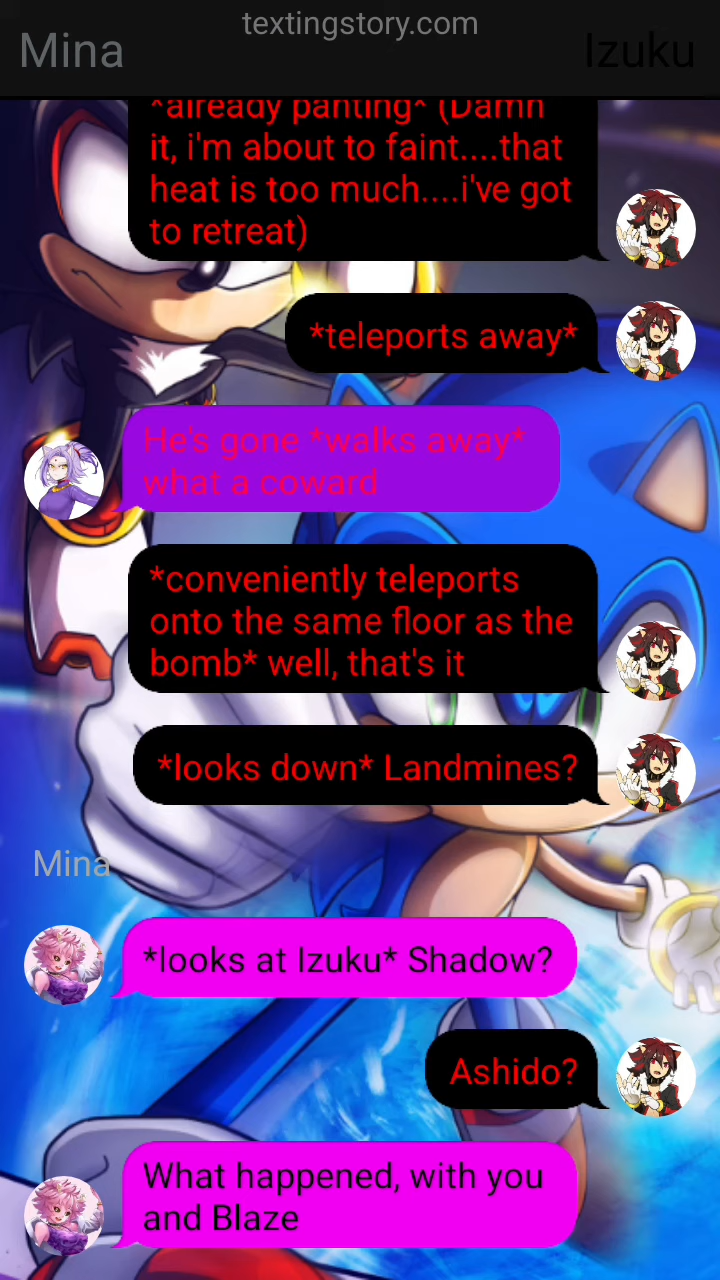 textingstory.com
Mina
Izuku
*already panting* (Damn
it, i'm about to faint....that
heat is too much....i've got
to retreat)
*teleports away*
He's gone *walks away*
what a coward
*conveniently teleports
onto the same floor as the
bomb* well, that's it
*looks down* Landmines?
Mina
*looks at Izuku* Shadow?
Ashido?
What happened, with you
and Blaze